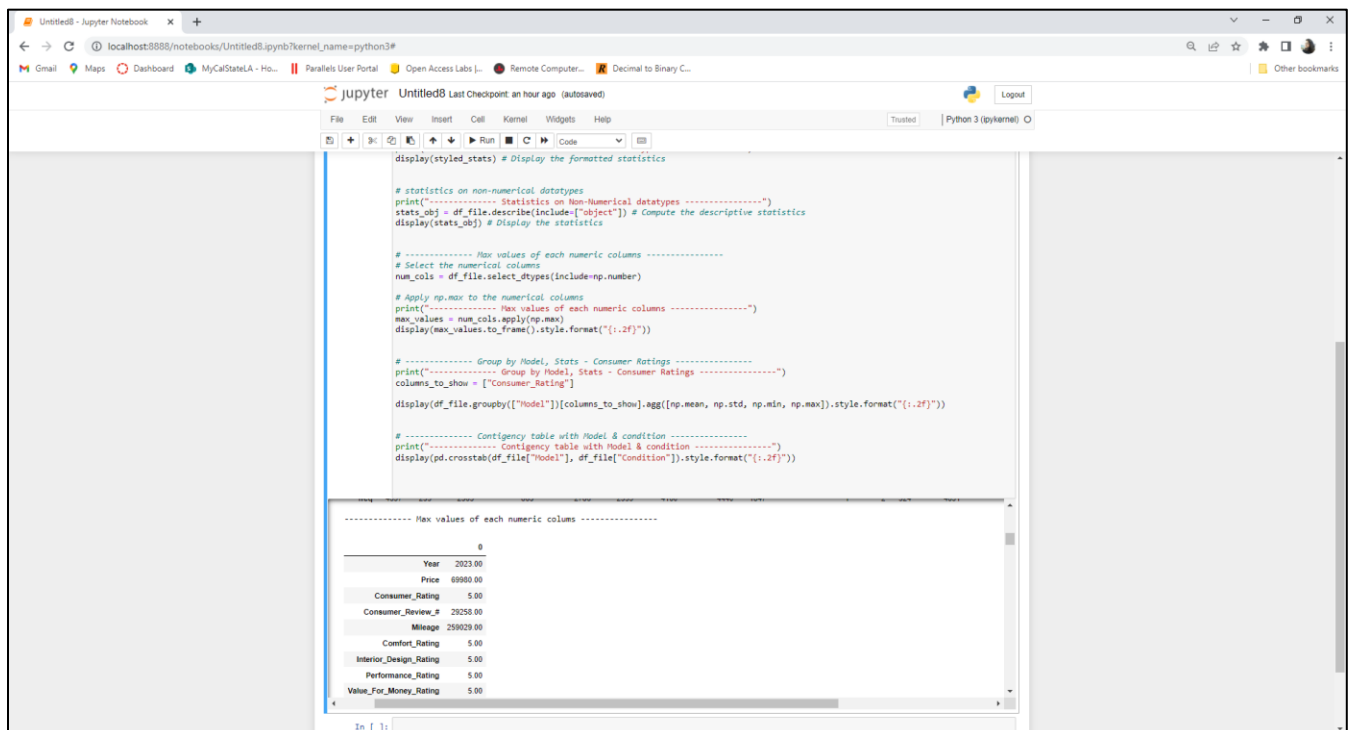 Untitled8 - Jupyter Notebook
localhost:8888/notebooks/Untitled8.ipynb?kernel_name=python3#
Gmail Maps Dashboard MyCalStateLA - Ho... Parallels User Portal Open Access Labs |... Remote Computer... Decimal to Binary C... Other bookmarks
jupyter Untitled8 Last Checkpoint: an hour ago (autosaved) Logout
File Edit View Insert Cell Kernel Widgets Help Trusted Python 3 (ipykernel)
Run Code
display(styled_stats) # Display the formatted statistics
# statistics on non-numerical datatypes
print("-------------- Statistics on Non-Numerical datatypes ----------------")
stats_obj = df_file.describe(include=["object"]) # Compute the descriptive statistics
display(stats_obj) # Display the statistics
# -------------- Max values of each numeric columns ----------------
# Select the numerical columns
num_cols = df_file.select_dtypes(include=np.number)
# Apply np.max to the numerical columns
print("-------------- Max values of each numeric colums ----------------")
max_values = num_cols.apply(np.max)
display(max_values.to_frame().style.format("{:.2f}"))
# -------------- Group by Model, Stats - Consumer Ratings ----------------
print("-------------- Group by Model, Stats - Consumer Ratings ----------------")
columns_to_show = ["Consumer_Rating"]
display(df_file.groupby(["Model"])[columns_to_show].agg([np.mean, np.std, np.min, np.max]).style.format("{:.2f}"))
# -------------- Contigency table with Model & condition ----------------
print("-------------- Contigency table with Model & condition ----------------")
display(pd.crosstab(df_file["Model"], df_file["Condition"]).style.format("{:.2f}"))
-------------- Max values of each numeric colums ----------------
0
Year 2023.00
Price 69980.00
Consumer_Rating 5.00
Consumer_Review_# 29258.00
Mileage 259029.00
Comfort_Rating 5.00
Interior_Design_Rating 5.00
Performance_Rating 5.00
Value_For_Money_Rating 5.00
In [ ]: